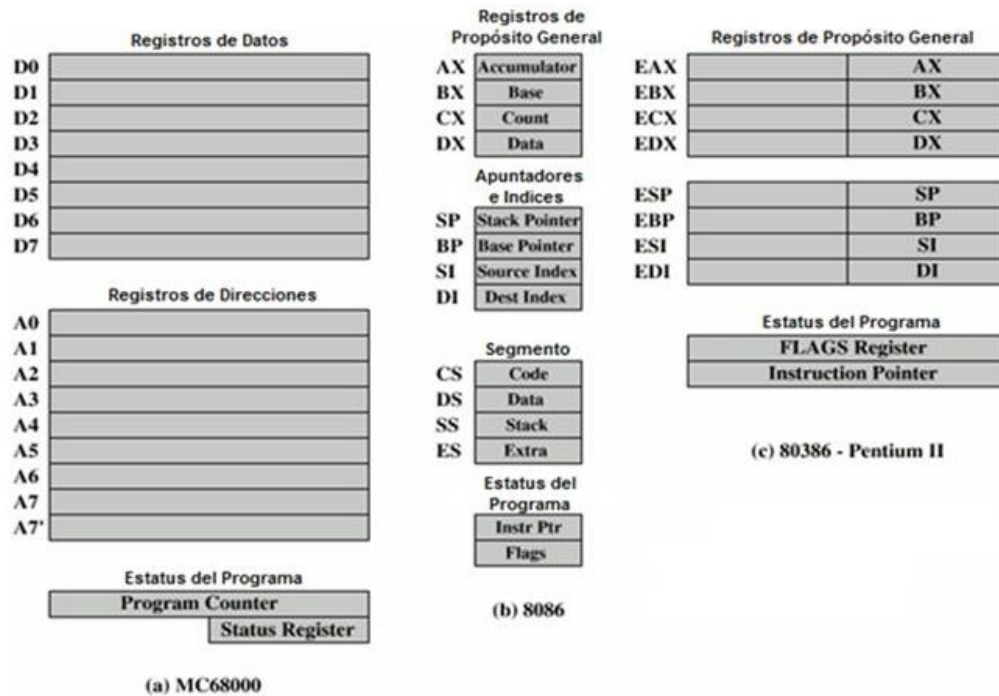 Registros de Datos
D0
D1
D2
D3
D4
D5
D6
D7
Registros de Direcciones
A0
A1
A2
A3
A4
A5
A6
A7
A7'
Estatus del Programa
Program Counter
Status Register
(a) MC68000
Registros de
Propósito General
AX Accumulator
BX Base
CX Count
DX Data
Apuntadores
e Indices
SP Stack Pointer
BP Base Pointer
SI Source Index
DI Dest Index
Segmento
CS Code
DS Data
SS Stack
ES Extra
Estatus del
Programa
Instr Ptr
Flags
(b) 8086
Registros de Propósito General
EAX AX
EBX BX
ECX CX
EDX DX
ESP SP
EBP BP
ESI SI
EDI DI
Estatus del Programa
FLAGS Register
Instruction Pointer
(c) 80386 - Pentium II